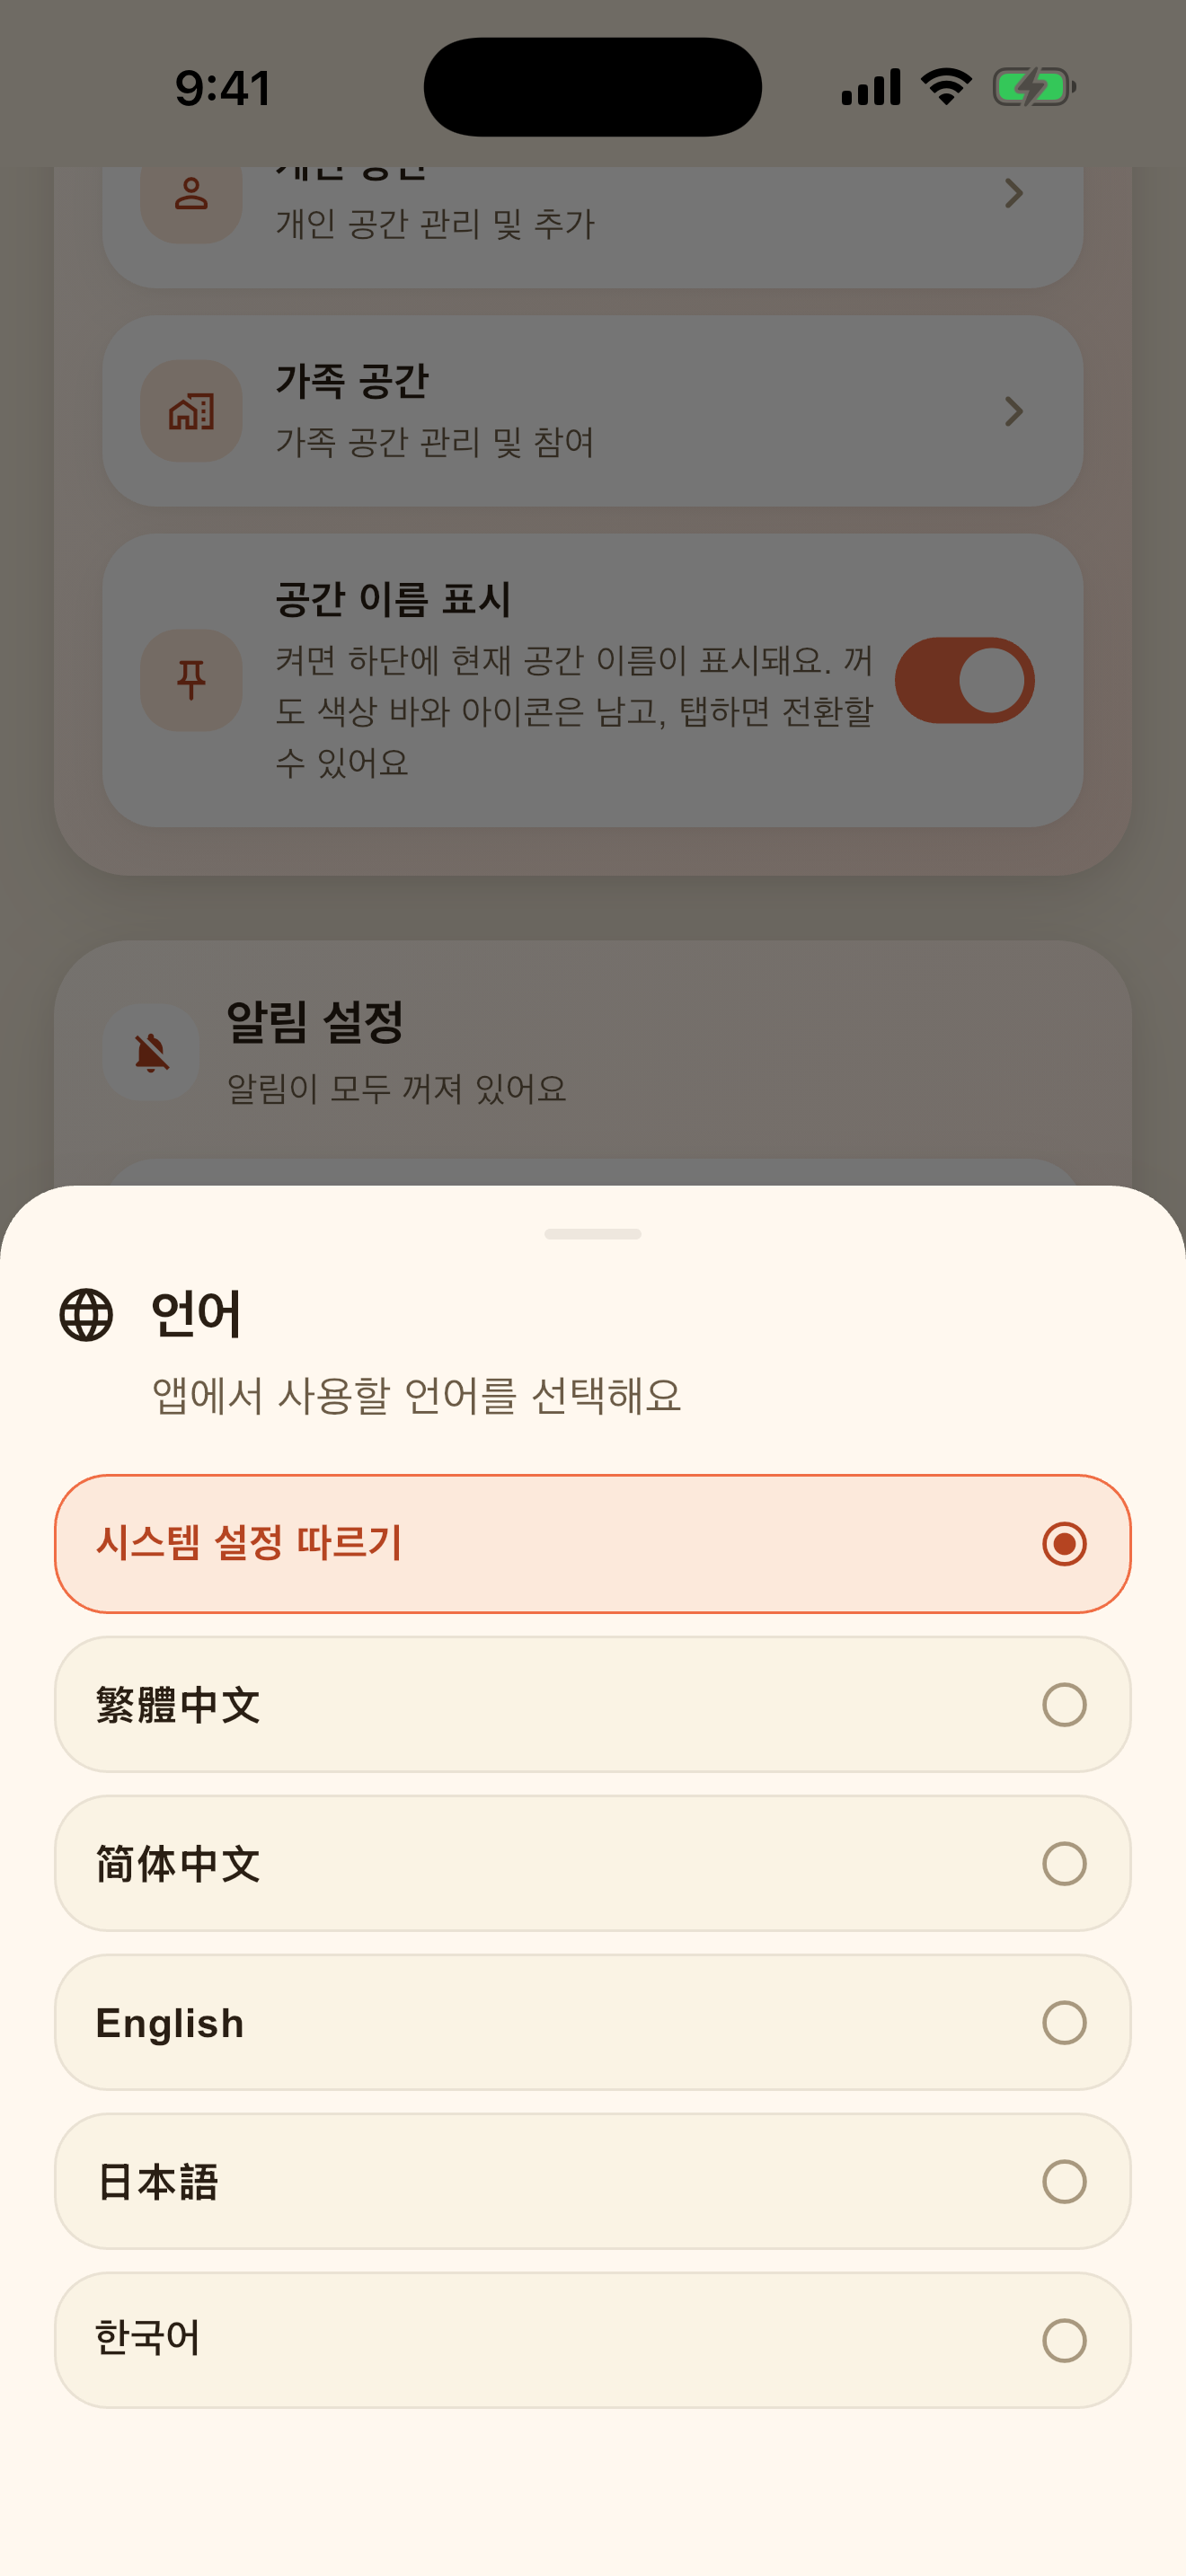 9:41
개인 공간 관리 및 추가
가족 공간
가족 공간 관리 및 참여
공간 이름 표시
켜면 하단에 현재 공간 이름이 표시돼요. 꺼
도 색상 바와 아이콘은 남고, 탭하면 전환할
수 있어요
알림 설정
알림이 모두 꺼져 있어요
언어
앱에서 사용할 언어를 선택해요
시스템 설정 따르기
繁體中文
简体中文
English
日本語
한국어